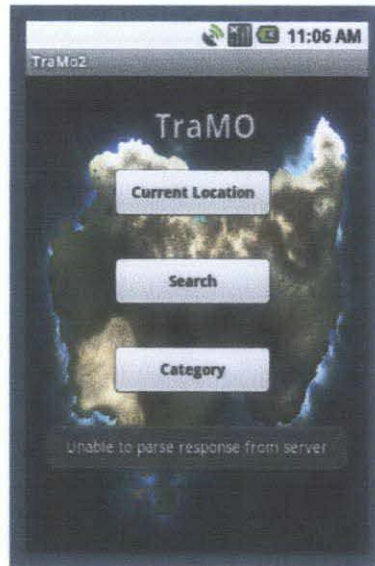 11:06 AM
TraMo2
TraMO
Current Location
Search
Category
Unable to parse response from server